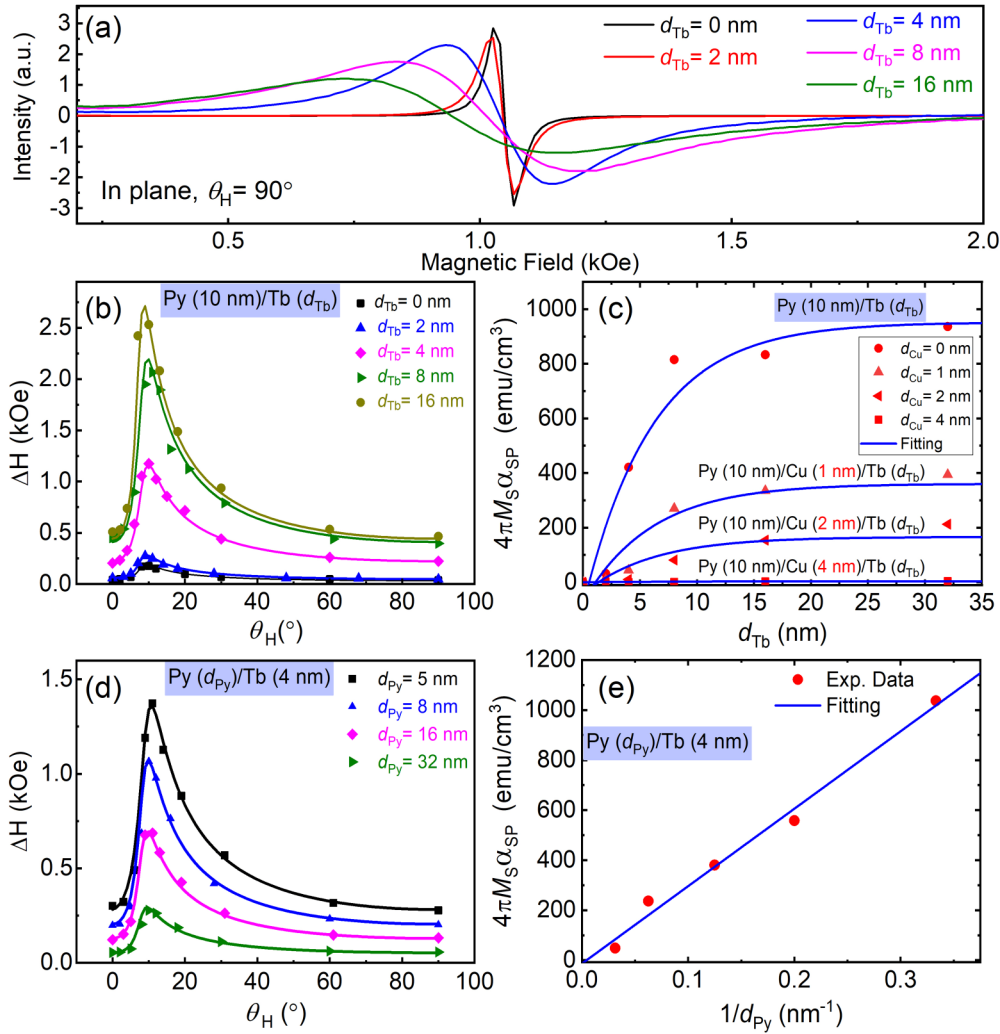 (a)
d_Tb= 0 nm
d_Tb= 4 nm
d_Tb= 2 nm
d_Tb= 8 nm
d_Tb= 16 nm
In plane, θ_H= 90°
Intensity (a.u.)
3
2
1
0
-1
-2
-3
0.5
1.0
1.5
2.0
Magnetic Field (kOe)
(b)
Py (10 nm)/Tb (d_Tb)
d_Tb= 0 nm
d_Tb= 2 nm
d_Tb= 4 nm
d_Tb= 8 nm
d_Tb= 16 nm
ΔH (kOe)
2.5
2.0
1.5
1.0
0.5
0.0
0
20
40
60
80
100
θ_H(°)
(c)
Py (10 nm)/Tb (d_Tb)
d_Cu= 0 nm
d_Cu= 1 nm
d_Cu= 2 nm
d_Cu= 4 nm
Fitting
Py (10 nm)/Cu (1 nm)/Tb (d_Tb)
Py (10 nm)/Cu (2 nm)/Tb (d_Tb)
Py (10 nm)/Cu (4 nm)/Tb (d_Tb)
4πM_Sα_SP (emu/cm³)
1000
800
600
400
200
0
0
5
10
15
20
25
30
35
d_Tb (nm)
(d)
Py (d_Py)/Tb (4 nm)
d_Py= 5 nm
d_Py= 8 nm
d_Py= 16 nm
d_Py= 32 nm
ΔH (kOe)
1.5
1.0
0.5
0.0
0
20
40
60
80
100
θ_H (°)
(e)
Exp. Data
Fitting
Py (d_Py)/Tb (4 nm)
4πM_Sα_SP (emu/cm³)
1200
1000
800
600
400
200
0
0.0
0.1
0.2
0.3
1/d_Py (nm⁻¹)